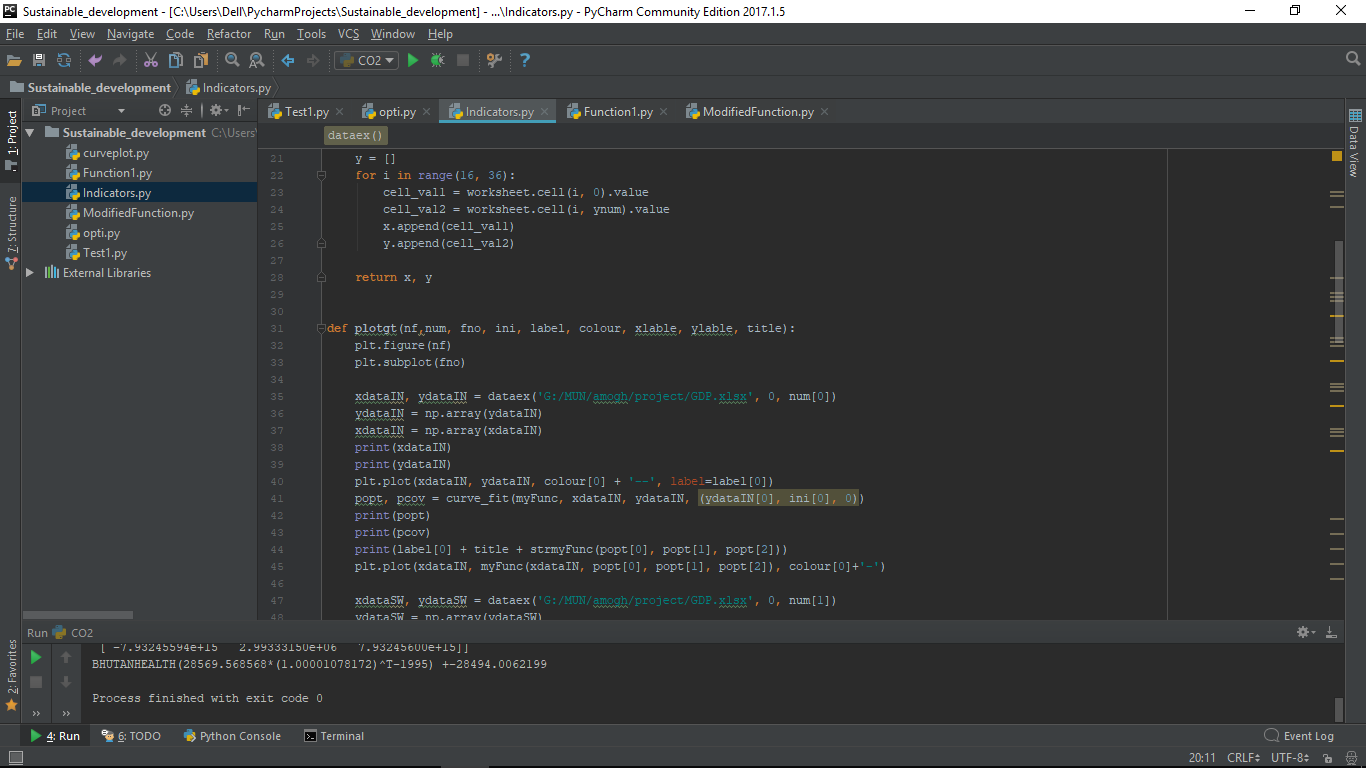 Sustainable_development - [C:\Users\Dell\PycharmProjects\Sustainable_development] - ...\Indicators.py - PyCharm Community Edition 2017.1.5
File Edit View Navigate Code Refactor Run Tools VCS Window Help
CO2
Sustainable_development Indicators.py
Project
Test1.py opti.py Indicators.py Function1.py ModifiedFunction.py
1: Project
7: Structure
2: Favorites
Data View
Sustainable_development C:\Users
curveplot.py
Function1.py
Indicators.py
ModifiedFunction.py
opti.py
Test1.py
External Libraries
dataex()
21 y = []
22 for i in range(16, 36):
23 cell_val1 = worksheet.cell(i, 0).value
24 cell_val2 = worksheet.cell(i, ynum).value
25 x.append(cell_val1)
26 y.append(cell_val2)
27
28 return x, y
29
30
31 def plotgt(nf,num, fno, ini, label, colour, xlable, ylable, title):
32 plt.figure(nf)
33 plt.subplot(fno)
34
35 xdataIN, ydataIN = dataex('G:/MUN/amogh/project/GDP.xlsx', 0, num[0])
36 ydataIN = np.array(ydataIN)
37 xdataIN = np.array(xdataIN)
38 print(xdataIN)
39 print(ydataIN)
40 plt.plot(xdataIN, ydataIN, colour[0] + '--', label=label[0])
41 popt, pcov = curve_fit(myFunc, xdataIN, ydataIN, (ydataIN[0], ini[0], 0))
42 print(popt)
43 print(pcov)
44 print(label[0] + title + strmyFunc(popt[0], popt[1], popt[2]))
45 plt.plot(xdataIN, myFunc(xdataIN, popt[0], popt[1], popt[2]), colour[0]+'-')
46
47 xdataSW, ydataSW = dataex('G:/MUN/amogh/project/GDP.xlsx', 0, num[1])
48 ydataSW = np.array(ydataSW)
Run CO2
[ -7.93245594e+15 2.99333150e+06 7.93245600e+15]]
BHUTANHEALTH(28569.568568*(1.00001078172)^T-1995) +-28494.0062199
Process finished with exit code 0
4: Run 6: TODO Python Console Terminal Event Log
20:11 CRLF UTF-8